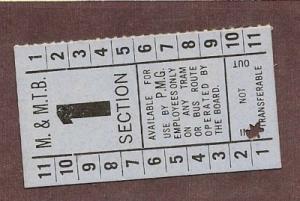 1 2 3 4 5 6 7 8 9 10 11
M. & M.T.B.
1
SECTION
AVAILABLE FOR
USE BY P.M.G.
EMPLOYEES ONLY
ON ANY TRAM
OR BUS ROUTE
OPERATED BY
THE BOARD.
OUT
NOT
TRANSFERABLE
11 10 9 8 7 6 5 4 3 2 1